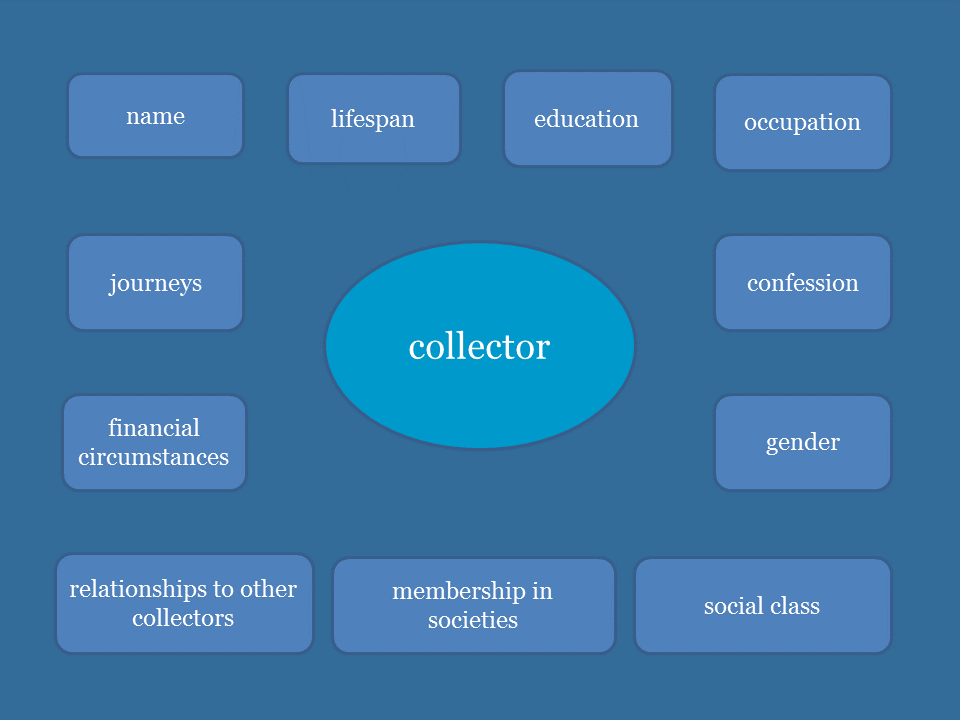 name
lifespan
education
occupation
journeys
confession
collector
financial
circumstances
gender
relationships to other
collectors
membership in
societies
social class